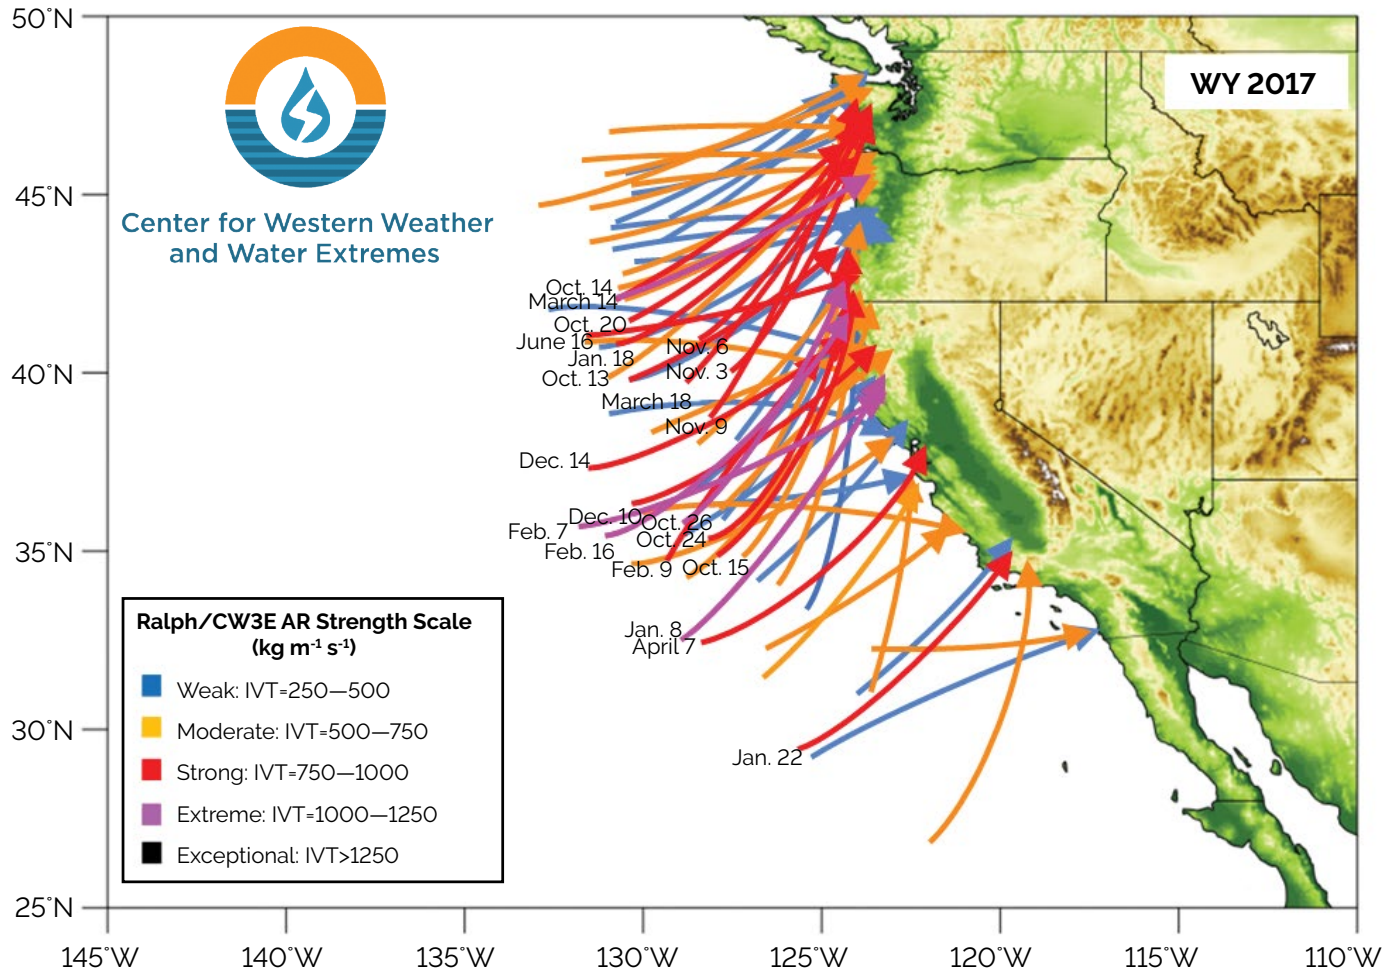 50°N
WY 2017
45°N
Center for Western Weather
and Water Extremes
Oct. 14
March 14
Oct. 20
June 16
Nov. 6
Jan. 18
40°N
Nov. 3
Oct. 13
March 18
Nov. 9
Dec. 14
Dec. 10
Oct. 26
Feb. 7
Oct. 24
35°N
Feb. 16
Feb. 9
Oct. 15
Jan. 8
April 7
Ralph/CW3E AR Strength Scale
(kg m⁻¹ s⁻¹)
Weak: IVT=250—500
Moderate: IVT=500—750
30°N
Jan. 22
Strong: IVT=750—1000
Extreme: IVT=1000—1250
Exceptional: IVT>1250
25°N
145°W
140°W
135°W
130°W
125°W
120°W
115°W
110°W